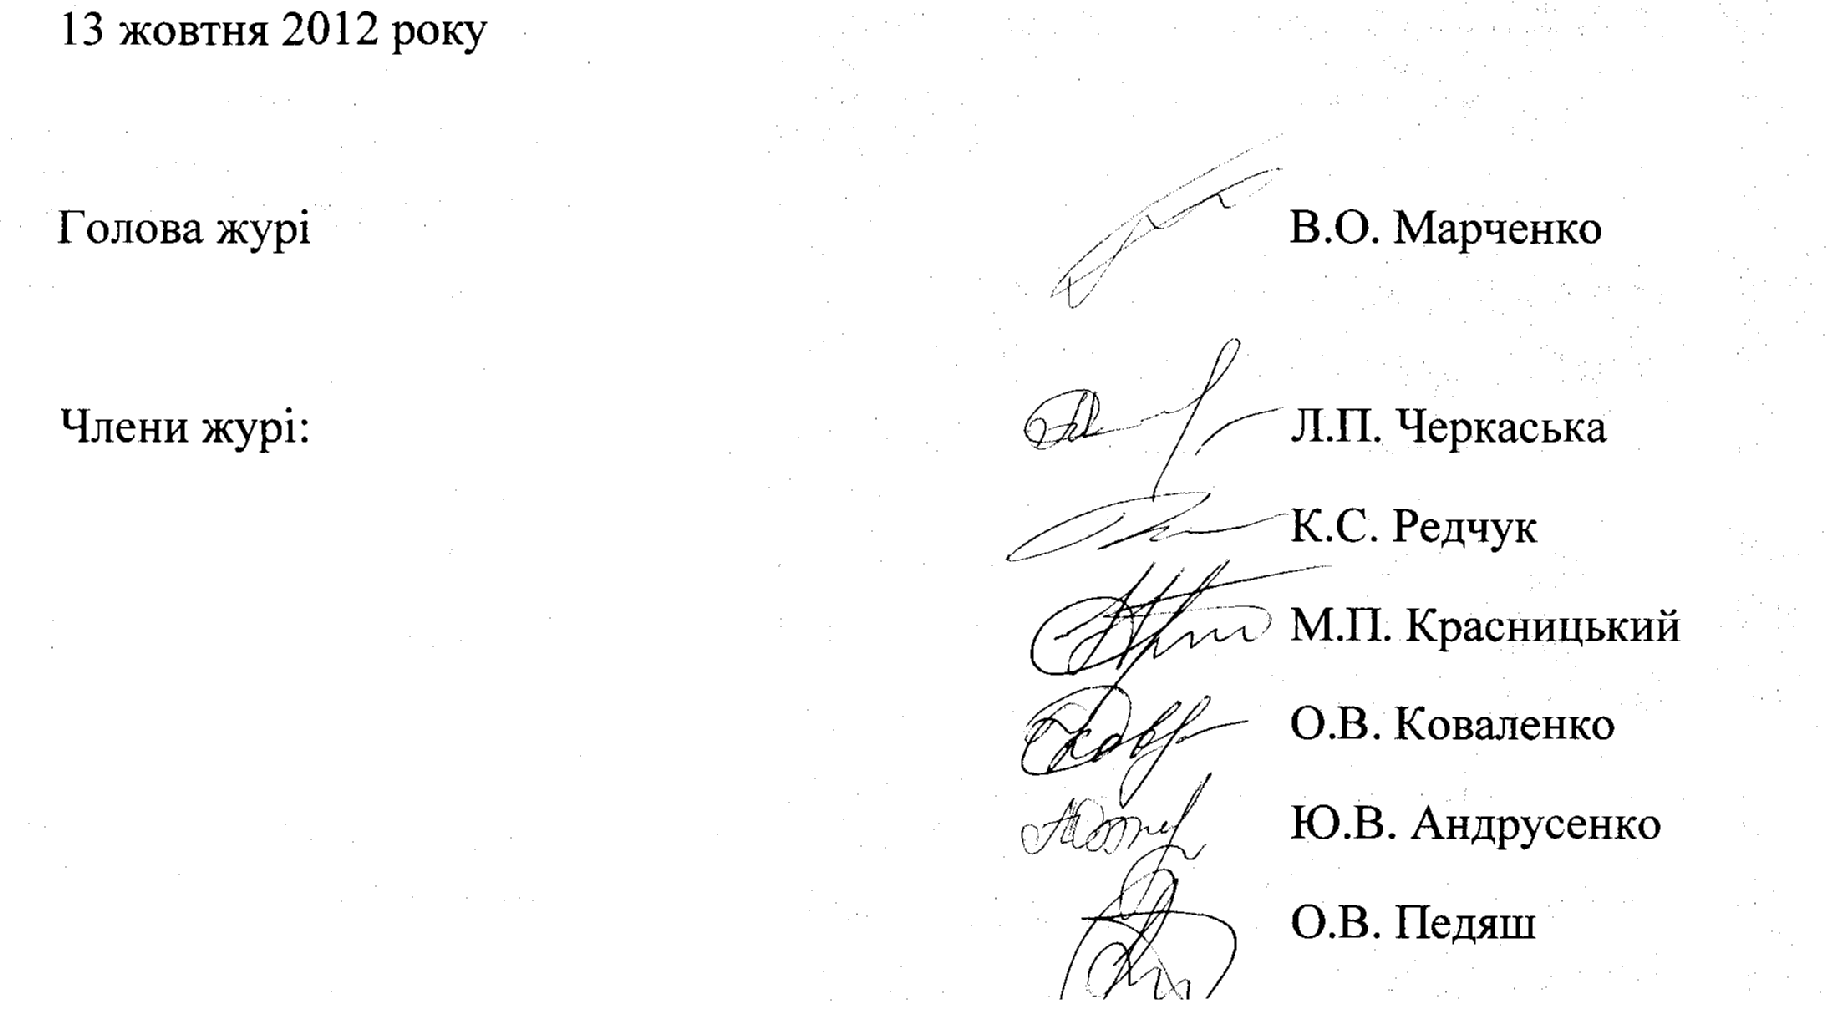 13 жовтня 2012 року
Голова журі В.О. Марченко
Члени журі: Л.П. Черкаська
К.С. Редчук
М.П. Красницький
О.В. Коваленко
Ю.В. Андрусенко
О.В. Педяш